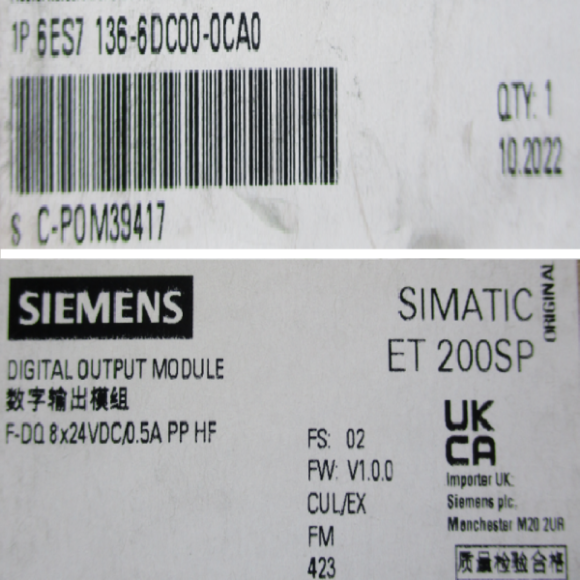 1P 6ES7 136-6DC00-0CA0
QTY: 1
10.2022
S C-P0M39417
SIEMENS
SIMATIC
ET 200SP
ORIGINAL
DIGITAL OUTPUT MODULE
数字输出模组
F-DQ 8x24VDC/0.5A PP HF
FS: 02
FW: V1.0.0
CUL/EX
FM
423
UK
CA
Importer UK:
Siemens plc.
Manchester M20 2UR
质量检验合格